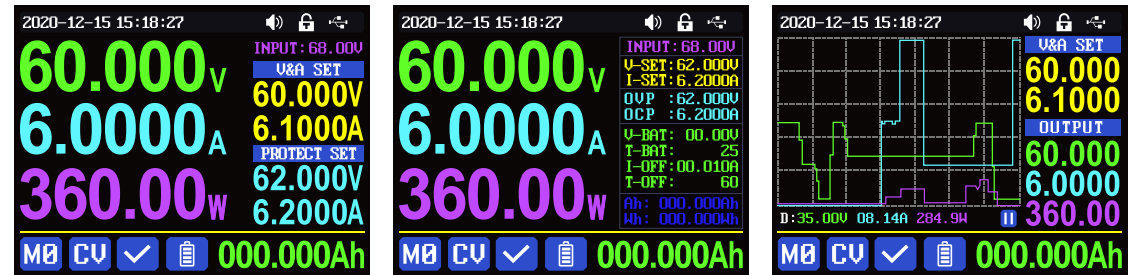 2020-12-15 15:18:27
60.000V
6.0000A
360.00W
INPUT:68.00V
V&A SET
60.000V
6.1000A
PROTECT SET
62.000V
6.2000A
M0 CV 000.000Ah
2020-12-15 15:18:27
60.000V
6.0000A
360.00W
INPUT:68.00V
V-SET:62.000V
I-SET:6.2000A
OVP :62.000V
OCP :6.2000A
V-BAT: 00.00V
T-BAT: 25
I-OFF:00.010A
T-OFF: 60
Ah: 000.000Ah
Wh: 000.000Wh
M0 CV 000.000Ah
2020-12-15 15:18:27
D:35.00V 08.14A 284.9W
V&A SET
60.000
6.1000
OUTPUT
60.000
6.0000
360.00
M0 CV 000.000Ah